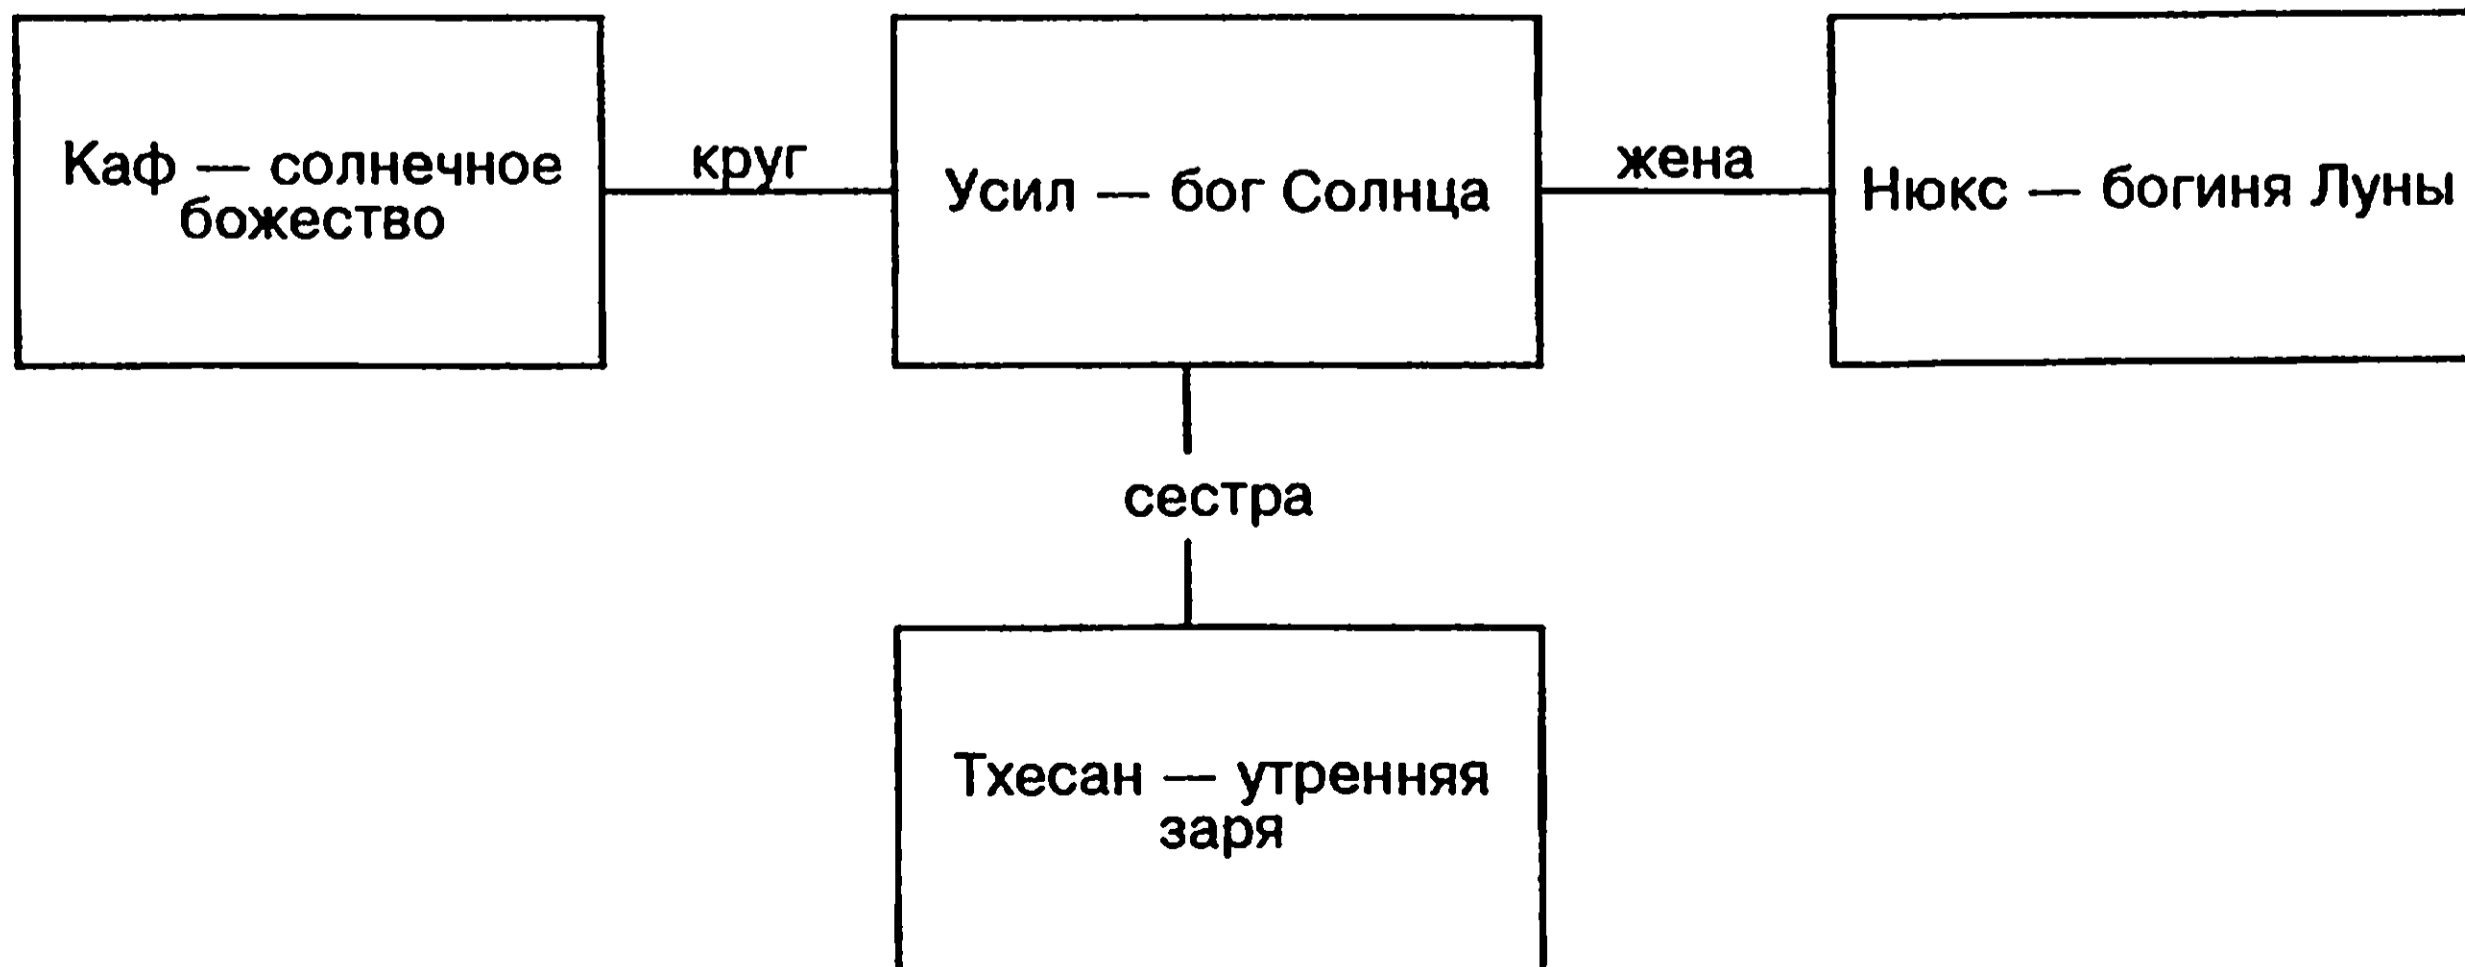 Каф — солнечное
божество
круг
Усил — бог Солнца
жена
Нюкс — богиня Луны
сестра
Тхесан — утренняя
заря